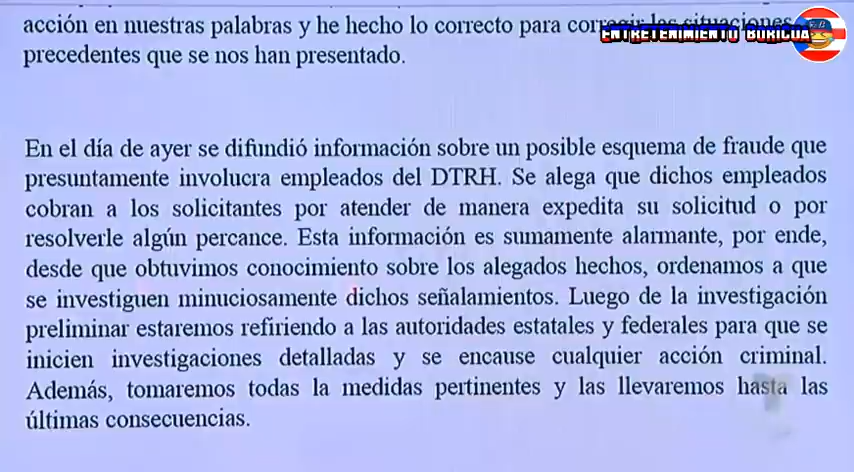 acción en nuestras palabras y he hecho lo correcto para corregir las situaciones
ENTRETENIMIENTO BORICUA
precedentes que se nos han presentado.
En el día de ayer se difundió información sobre un posible esquema de fraude que
presuntamente involucra empleados del DTRH. Se alega que dichos empleados
cobran a los solicitantes por atender de manera expedita su solicitud o por
resolverle algún percance. Esta información es sumamente alarmante, por ende,
desde que obtuvimos conocimiento sobre los alegados hechos, ordenamos a que
se investiguen minuciosamente dichos señalamientos. Luego de la investigación
preliminar estaremos refiriendo a las autoridades estatales y federales para que se
inicien investigaciones detalladas y se encause cualquier acción criminal.
Además, tomaremos todas la medidas pertinentes y las llevaremos hasta las
últimas consecuencias.